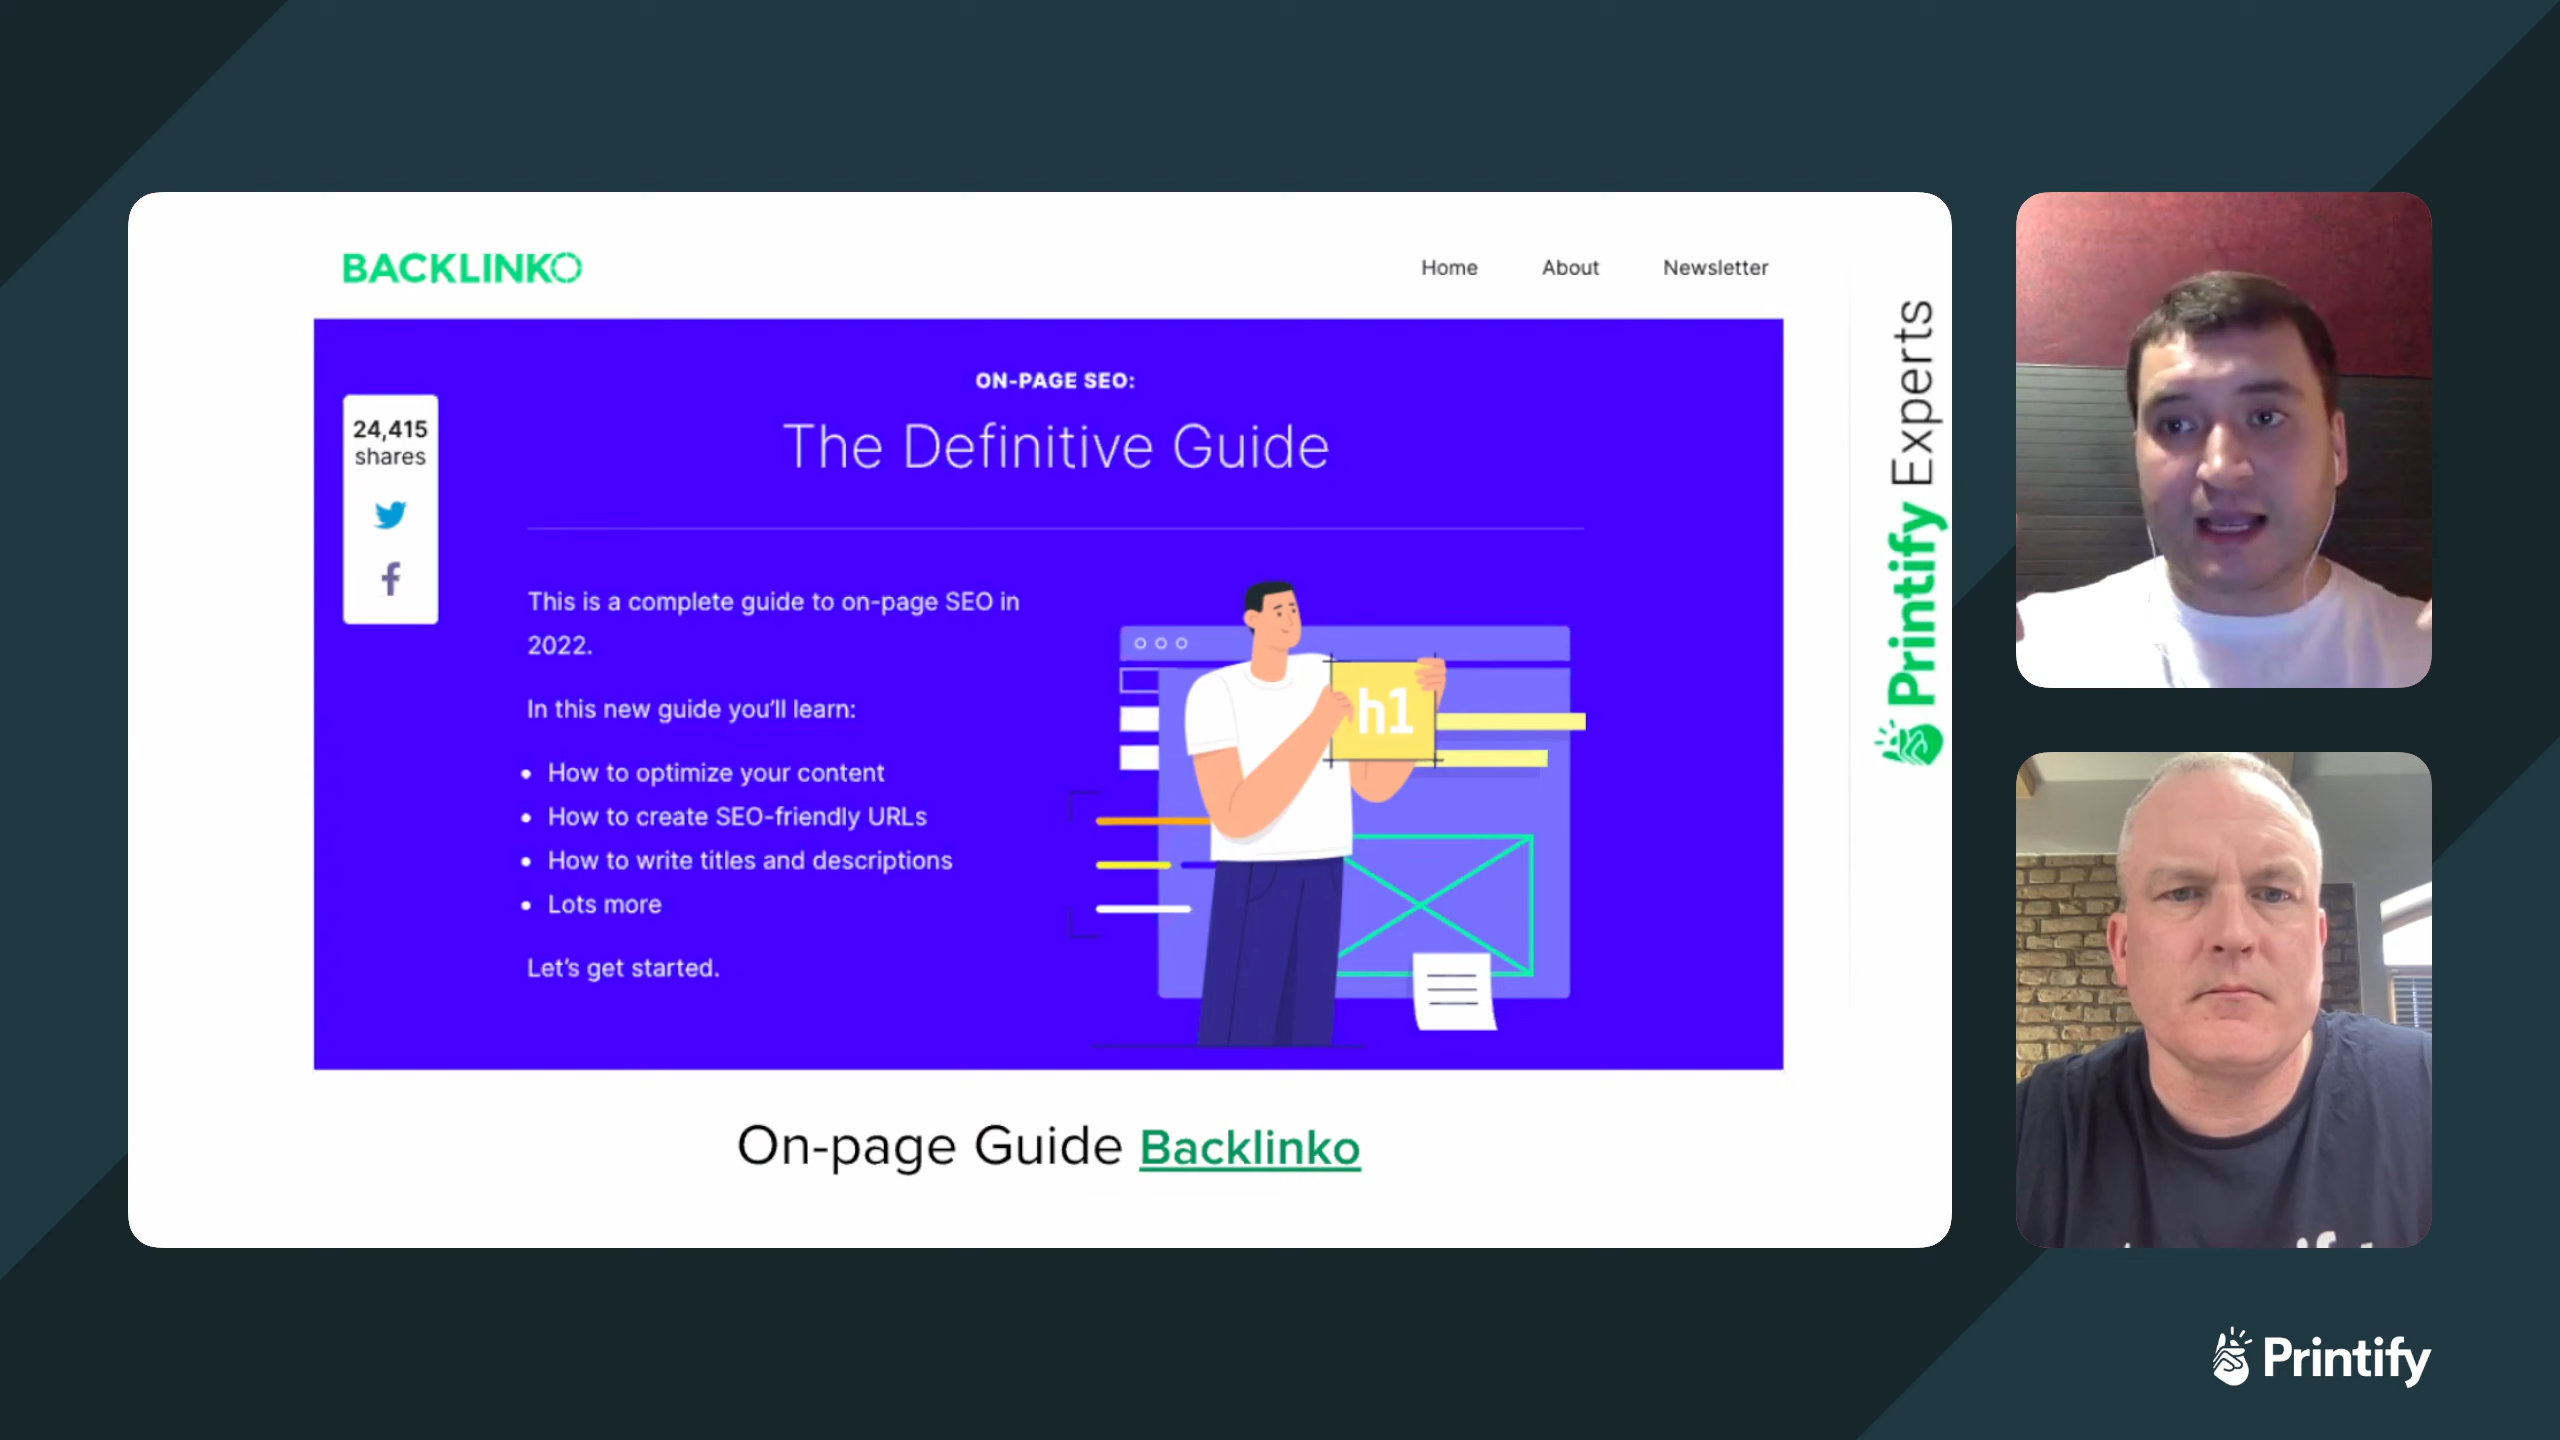 BACKLINKO
Home About Newsletter
ON-PAGE SEO:
The Definitive Guide
24,415
shares
This is a complete guide to on-page SEO in
2022.
In this new guide you'll learn:
• How to optimize your content
• How to create SEO-friendly URLs
• How to write titles and descriptions
• Lots more
Let's get started.
h1
On-page Guide Backlinko
Printify Experts
Printify